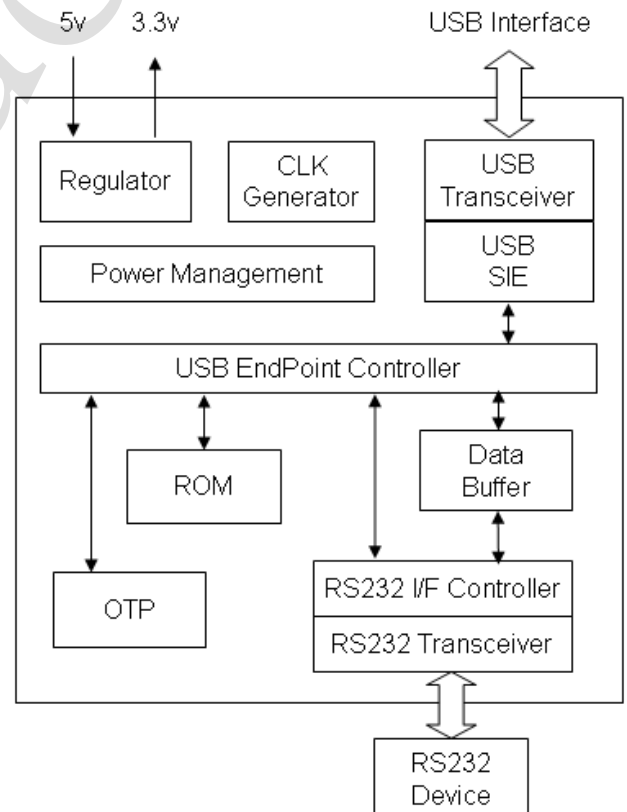 5v 3.3v USB Interface
Regulator
CLK
Generator
USB
Transceiver
Power Management
USB
SIE
USB EndPoint Controller
ROM
Data
Buffer
OTP
RS232 I/F Controller
RS232 Transceiver
RS232
Device